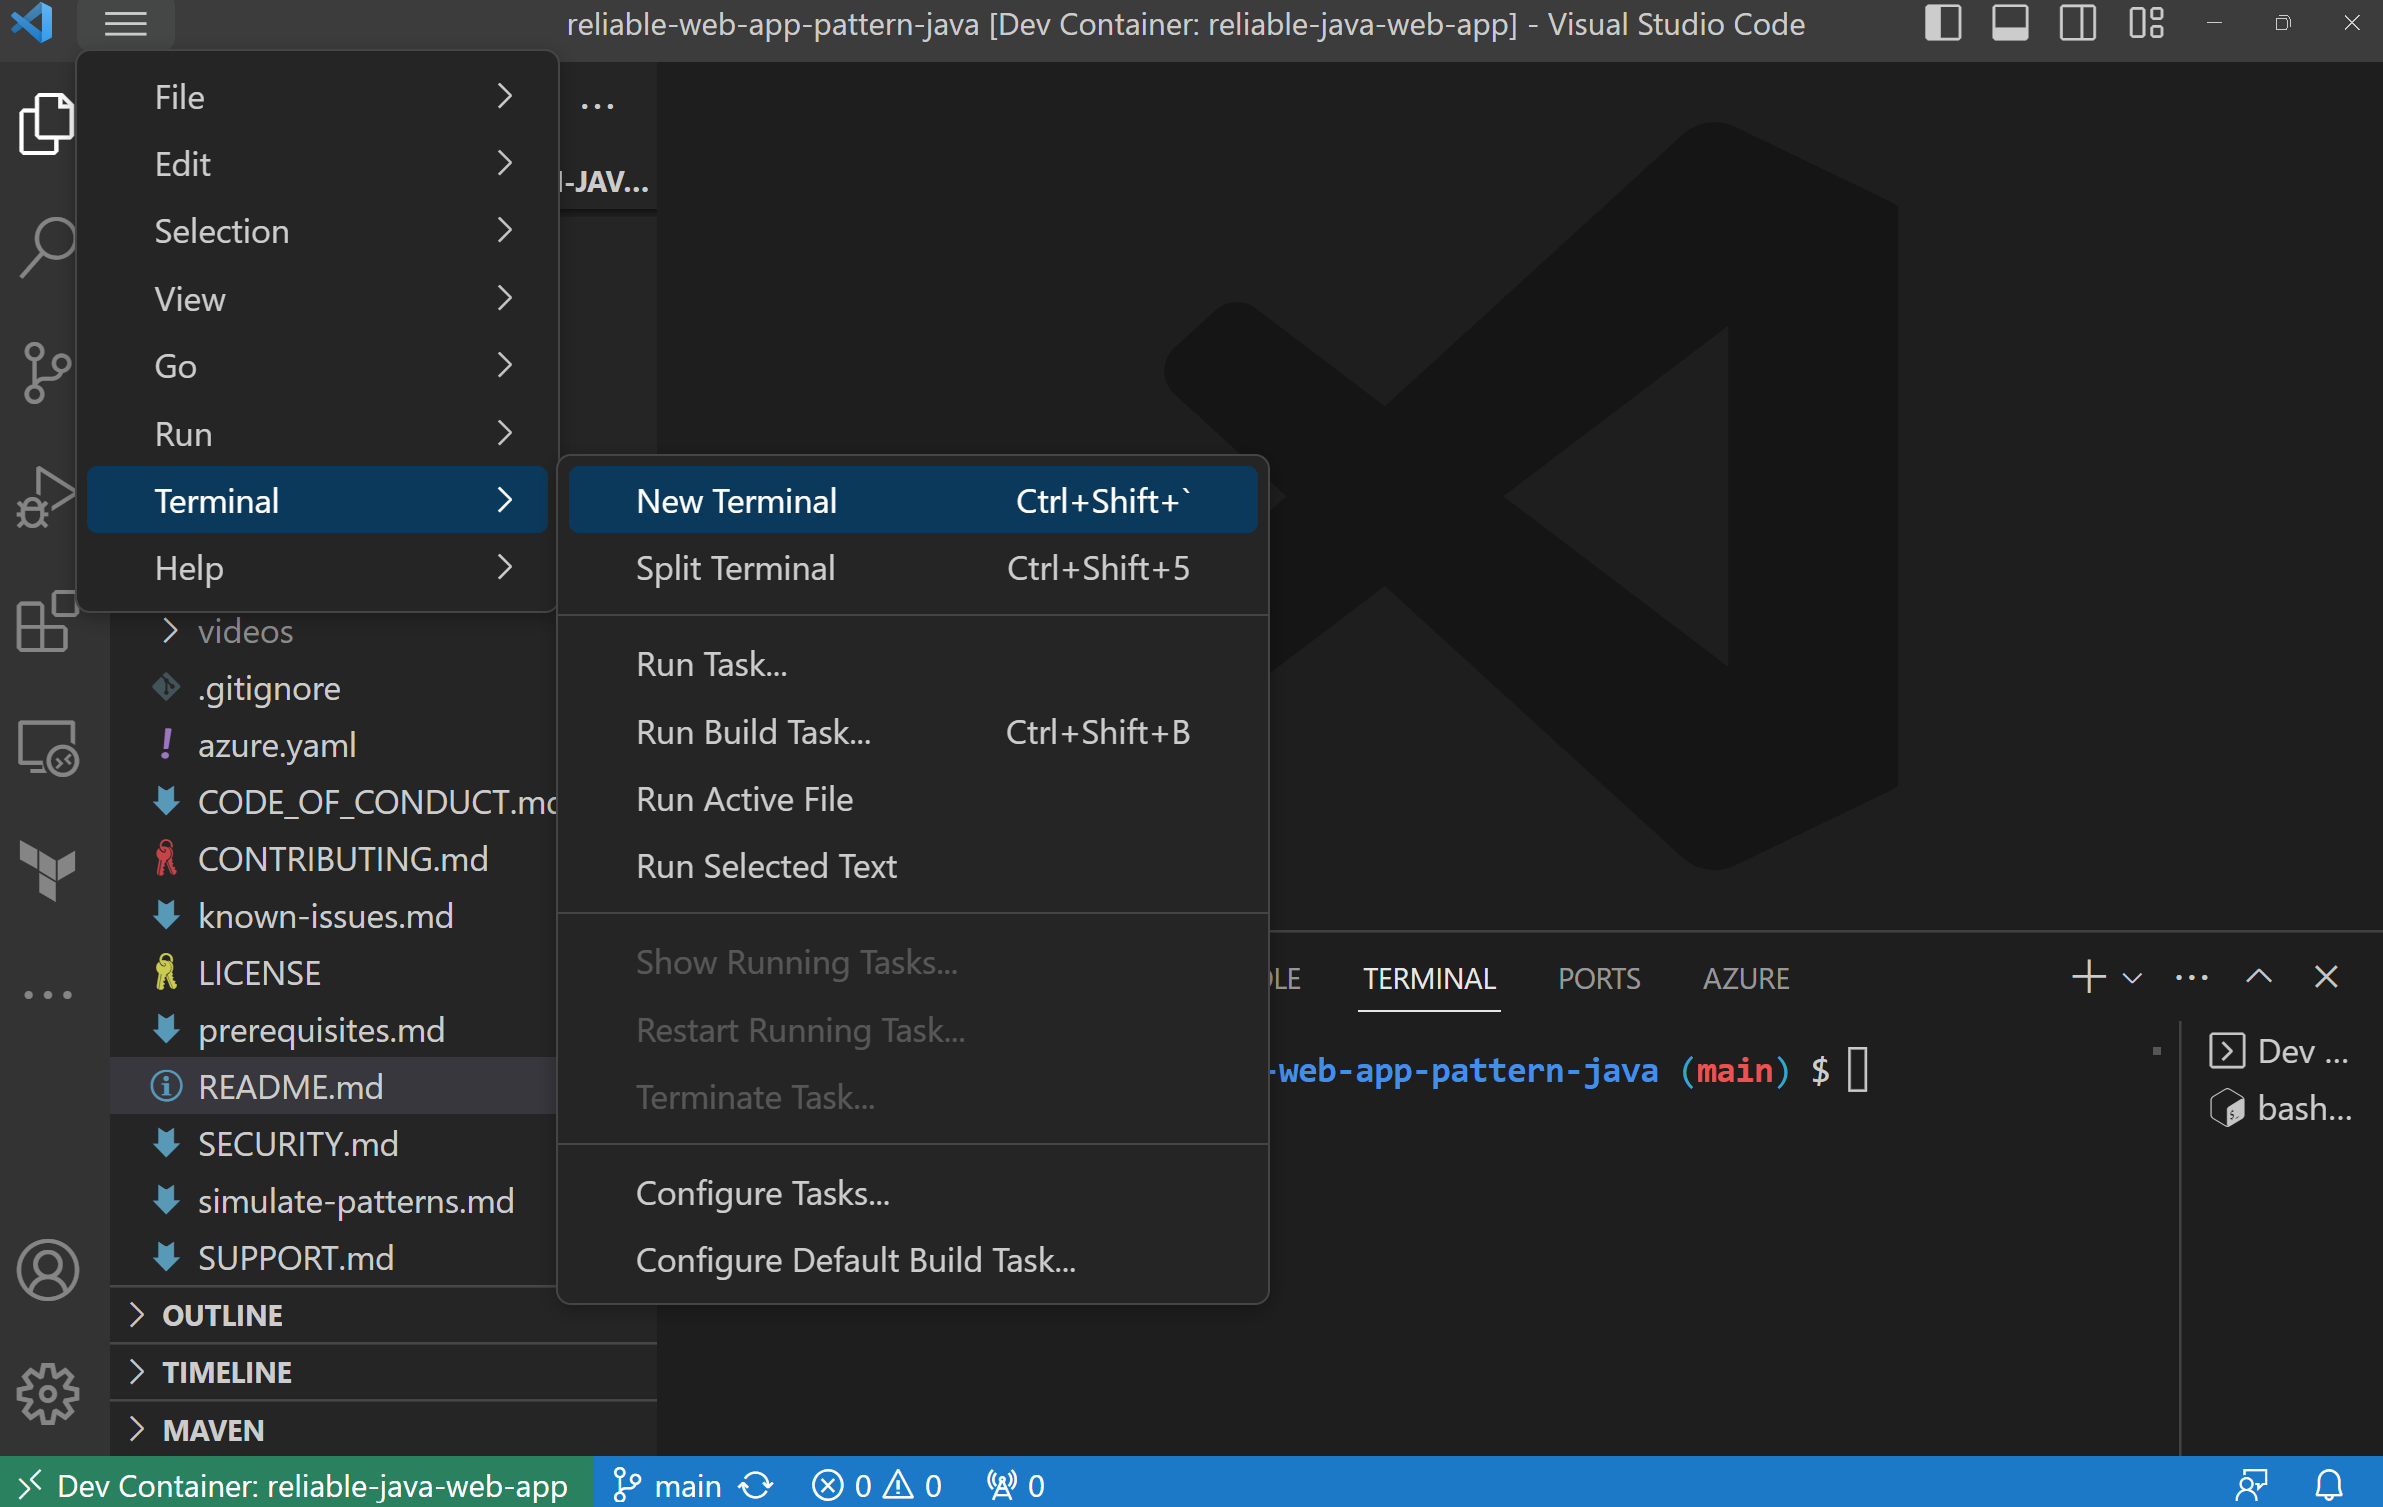 reliable-web-app-pattern-java [Dev Container: reliable-java-web-app] - Visual Studio Code
File
Edit
Selection
View
Go
Run
Terminal
Help
-JAV...
New Terminal Ctrl+Shift+`
Split Terminal Ctrl+Shift+5
Run Task...
Run Build Task... Ctrl+Shift+B
Run Active File
Run Selected Text
Show Running Tasks...
Restart Running Task...
Terminate Task...
Configure Tasks...
Configure Default Build Task...
videos
.gitignore
azure.yaml
CODE_OF_CONDUCT.md
CONTRIBUTING.md
known-issues.md
LICENSE
prerequisites.md
README.md
SECURITY.md
simulate-patterns.md
SUPPORT.md
OUTLINE
TIMELINE
MAVEN
LE TERMINAL PORTS AZURE
-web-app-pattern-java (main) $
Dev ...
bash...
Dev Container: reliable-java-web-app main 0 0 0